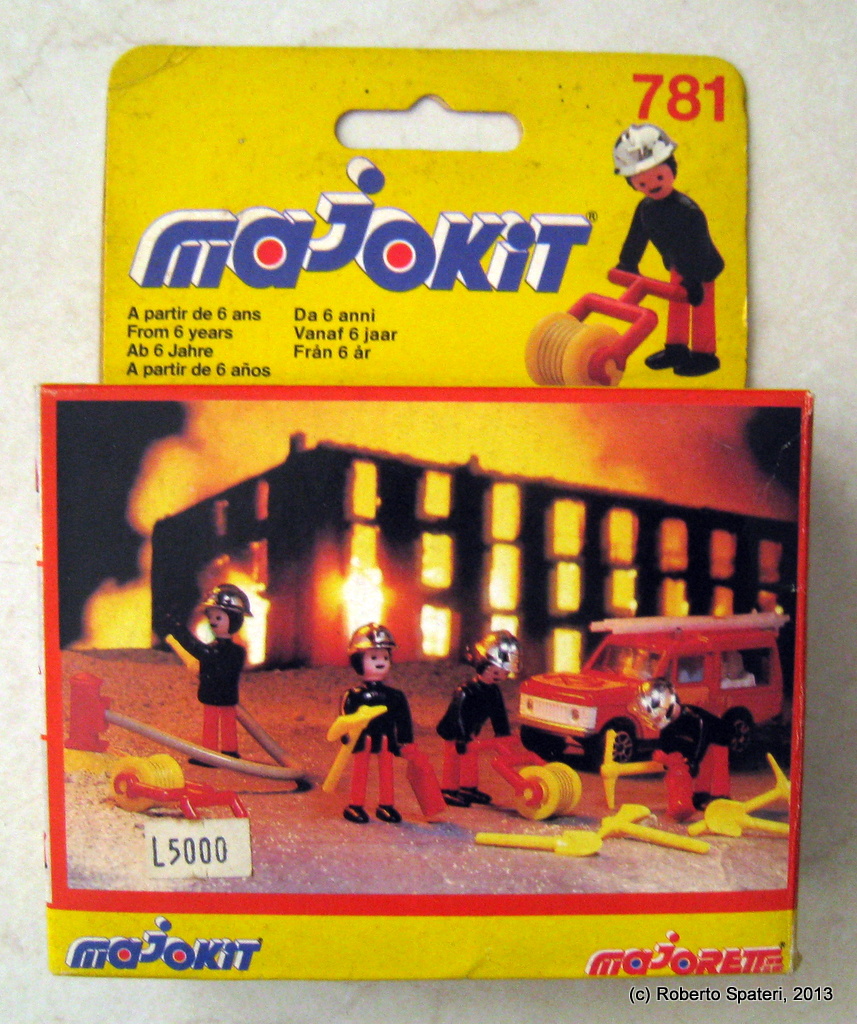 781
majoKiT®
A partir de 6 ans
From 6 years
Ab 6 Jahre
A partir de 6 años
Da 6 anni
Vanaf 6 jaar
Från 6 år
L5000
majoKiT
majoRette®
(c) Roberto Spateri, 2013